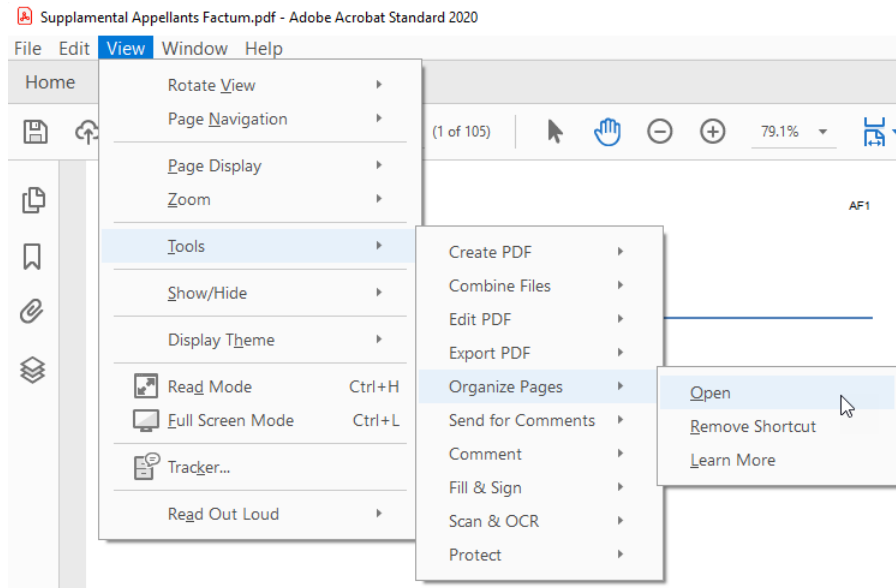 Supplamental Appellants Factum.pdf - Adobe Acrobat Standard 2020
File Edit View Window Help
Home
Rotate View
Page Navigation
(1 of 105)
79.1%
Page Display
Zoom
AF1
Tools
Create PDF
Combine Files
Show/Hide
Edit PDF
Display Theme
Export PDF
Read Mode Ctrl+H
Organize Pages
Open
Full Screen Mode Ctrl+L
Send for Comments
Remove Shortcut
Comment
Learn More
Tracker...
Fill & Sign
Read Out Loud
Scan & OCR
Protect